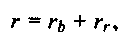 r = r_b + r_r,